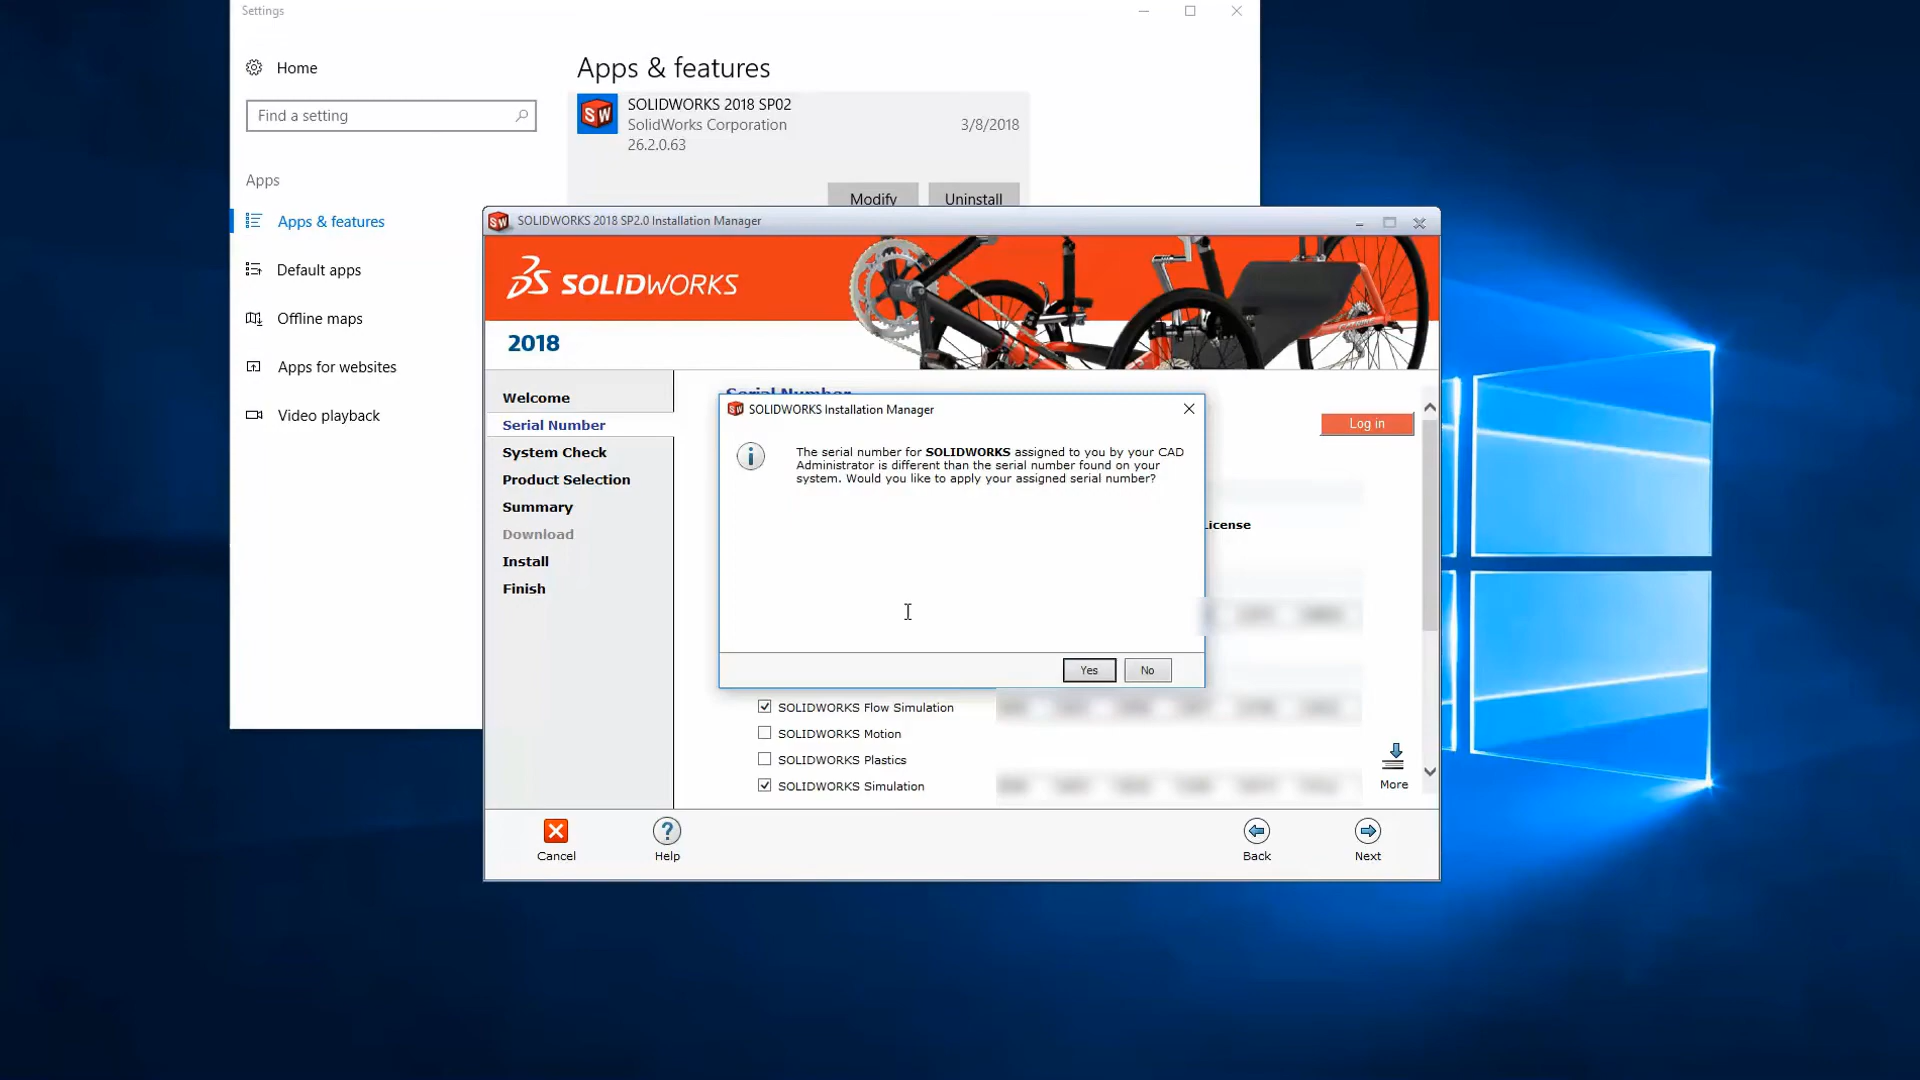 Settings
Home
Find a setting
Apps
Apps & features
Default apps
Offline maps
Apps for websites
Video playback
Apps & features
SW
SOLIDWORKS 2018 SP02
SolidWorks Corporation
3/8/2018
26.2.0.63
Modify
Uninstall
SW
SOLIDWORKS 2018 SP2.0 Installation Manager
SOLIDWORKS
2018
Welcome
Serial Number
System Check
Product Selection
Summary
Download
Install
Finish
Serial Number
Log in
SOLIDWORKS Installation Manager
The serial number for SOLIDWORKS assigned to you by your CAD
Administrator is different than the serial number found on your
system. Would you like to apply your assigned serial number?
License
Yes
No
SOLIDWORKS Flow Simulation
SOLIDWORKS Motion
SOLIDWORKS Plastics
SOLIDWORKS Simulation
More
Cancel
Help
Back
Next